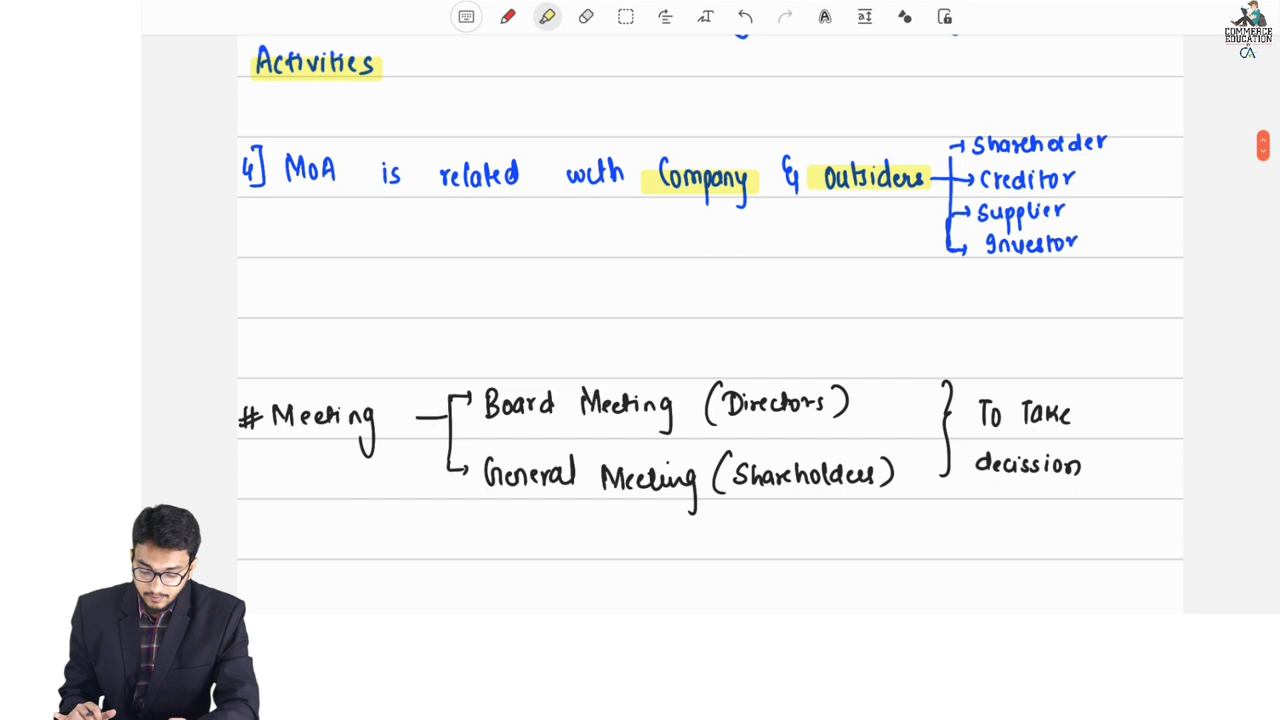 COMMERCE
EDUCATION
BY
CA
Activities
4] MoA is related with Company & outsiders
→ Shareholder
→ Creditor
→ Supplier
→ Investor
# Meeting
→ Board Meeting (Directors)
→ General Meeting (Shareholders)
} To Take
decission